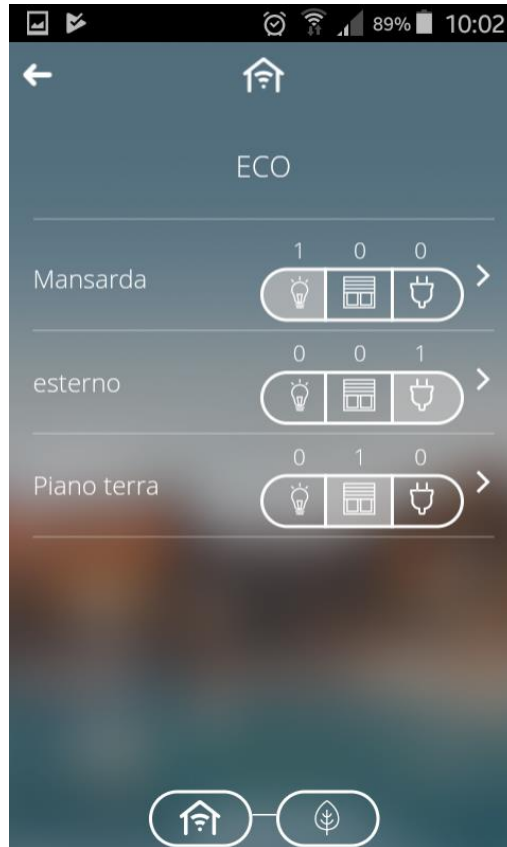 89% 10:02
ECO
1 0 0
Mansarda
0 0 1
esterno
0 1 0
Piano terra